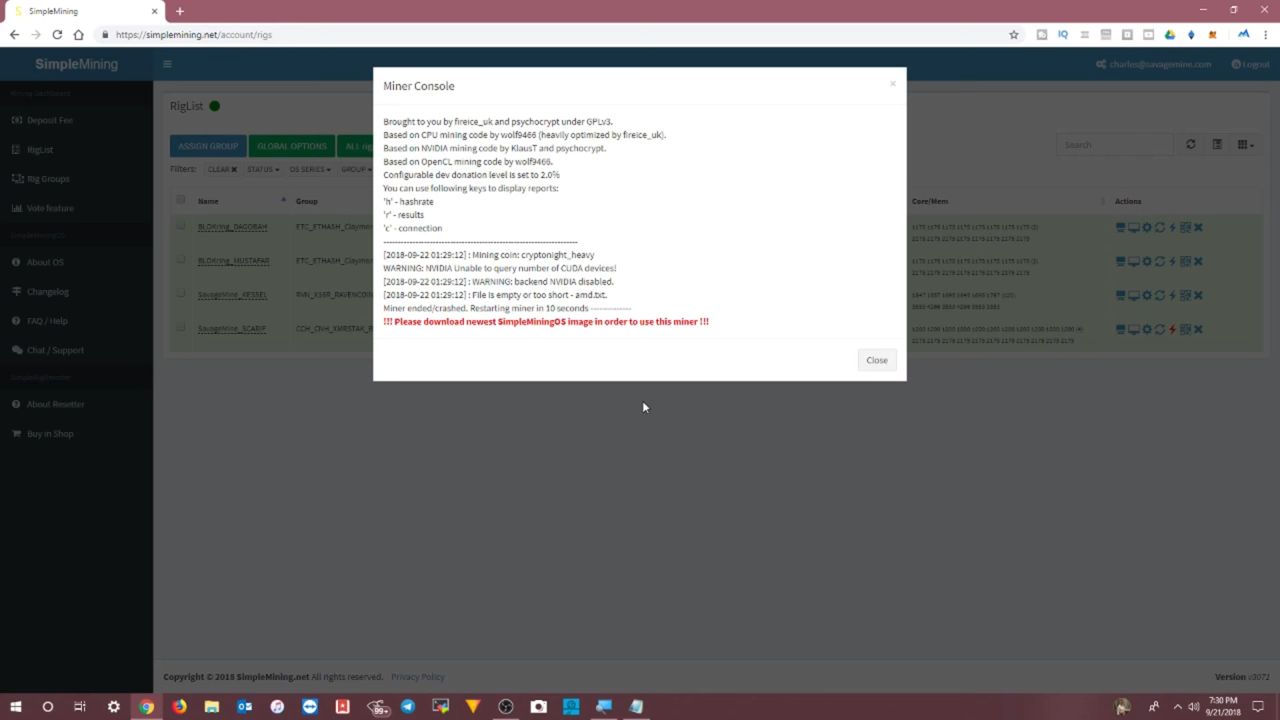 SimpleMining
https://simplemining.net/account/rigs
SimpleMining
charles@savagemine.com
Logout
Mining Dashboard
Deposit Fee
RigList
Rig Groups
Vote feature
SimpleMiningOS
About OS
Changelog
FAQ / Help
Chat / Support
About Resetter
Buy in Shop
RigList
ASSIGN GROUP
GLOBAL OPTIONS
Search
Filters:
CLEAR
STATUS
OS SERIES
GROUP
Name
Group
Core/Mem
Actions
BLOKring_DAGOBAH
BLOKring_MUSTAFAR
SavageMine_KESSEL
SavageMine_SCARIF
Miner Console
×
Brought to you by fireice_uk and psychocrypt under GPLv3.
Based on CPU mining code by wolf9466 (heavily optimized by fireice_uk).
Based on NVIDIA mining code by KlausT and psychocrypt.
Based on OpenCL mining code by wolf9466.
Configurable dev donation level is set to 2.0%
You can use following keys to display reports:
'h' - hashrate
'r' - results
'c' - connection
-------------------------------------------------------------------
[2018-09-22 01:29:12] : Mining coin: cryptonight_heavy
WARNING: NVIDIA Unable to query number of CUDA devices!
[2018-09-22 01:29:12] : WARNING: backend NVIDIA disabled.
[2018-09-22 01:29:12] : File is empty or too short - amd.txt.
Miner ended/crashed. Restarting miner in 10 seconds --------------
!!! Please download newest SimpleMiningOS image in order to use this miner !!!
Close
Copyright © 2018 SimpleMining.net All rights reserved. Privacy Policy
Version v3072
99+
7:30 PM
9/21/2018